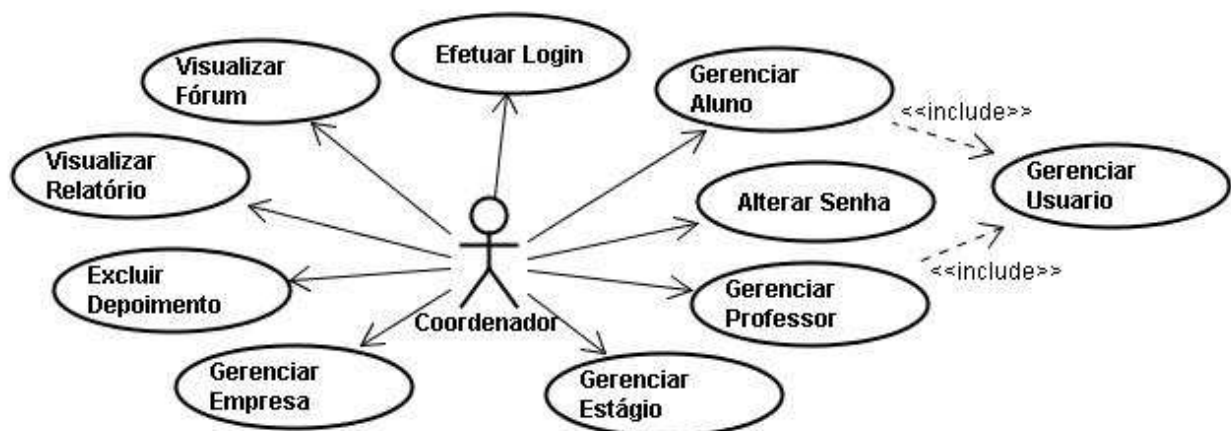 Efetuar Login
Visualizar
Fórum
Gerenciar
Aluno
<<include>>
Visualizar
Relatório
Alterar Senha
Gerenciar
Usuario
Excluir
Depoimento
Coordenador
Gerenciar
Professor
<<include>>
Gerenciar
Empresa
Gerenciar
Estágio